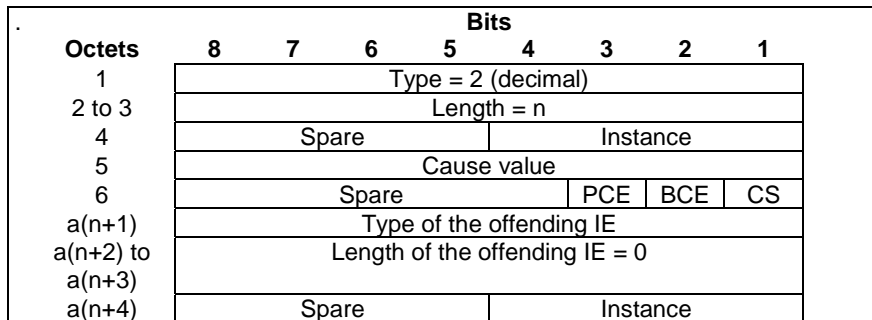 . Bits
Octets 8 7 6 5 4 3 2 1
1 Type = 2 (decimal)
2 to 3 Length = n
4 Spare Instance
5 Cause value
6 Spare PCE BCE CS
a(n+1) Type of the offending IE
a(n+2) to Length of the offending IE = 0
a(n+3)
a(n+4) Spare Instance